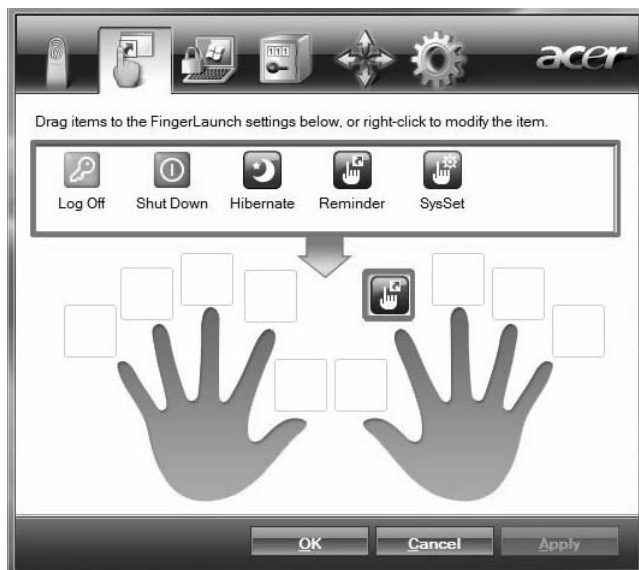 acer
Drag items to the FingerLaunch settings below, or right-click to modify the item.
Log Off Shut Down Hibernate Reminder SysSet
OK Cancel Apply